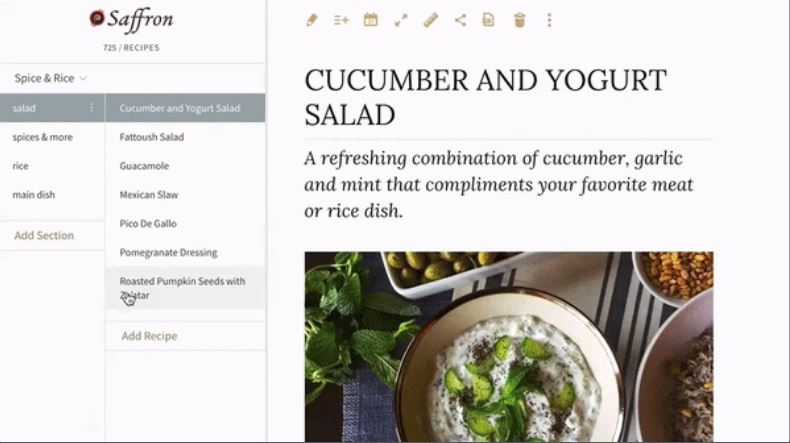 Saffron
725 / RECIPES
Spice & Rice
salad
spices & more
rice
main dish
Add Section
Cucumber and Yogurt Salad
Fattoush Salad
Guacamole
Mexican Slaw
Pico De Gallo
Pomegranate Dressing
Roasted Pumpkin Seeds with
Add Recipe
CUCUMBER AND YOGURT
SALAD
A refreshing combination of cucumber, garlic
and mint that compliments your favorite meat
or rice dish.